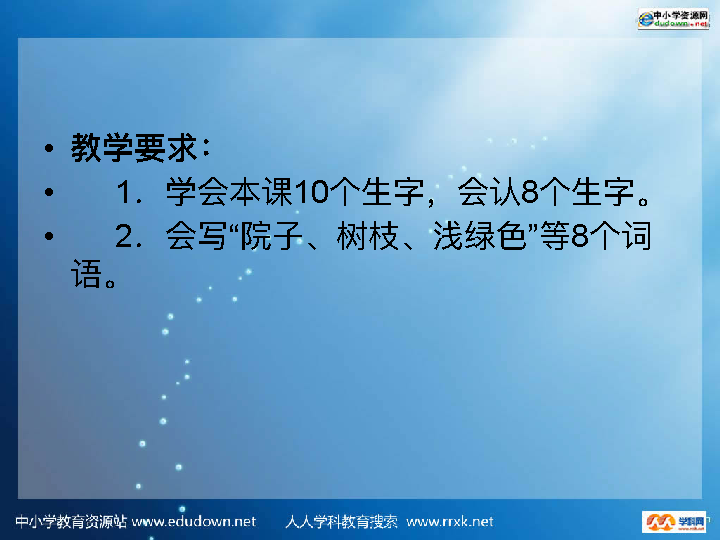 中小学资源网
edudown.net
• 教学要求：
• 1．学会本课10个生字，会认8个生字。
• 2．会写“院子、树枝、浅绿色”等8个词
语。
中小学教育资源站 www.edudown.net 人人学科教育搜索 www.rrxk.net
学科网